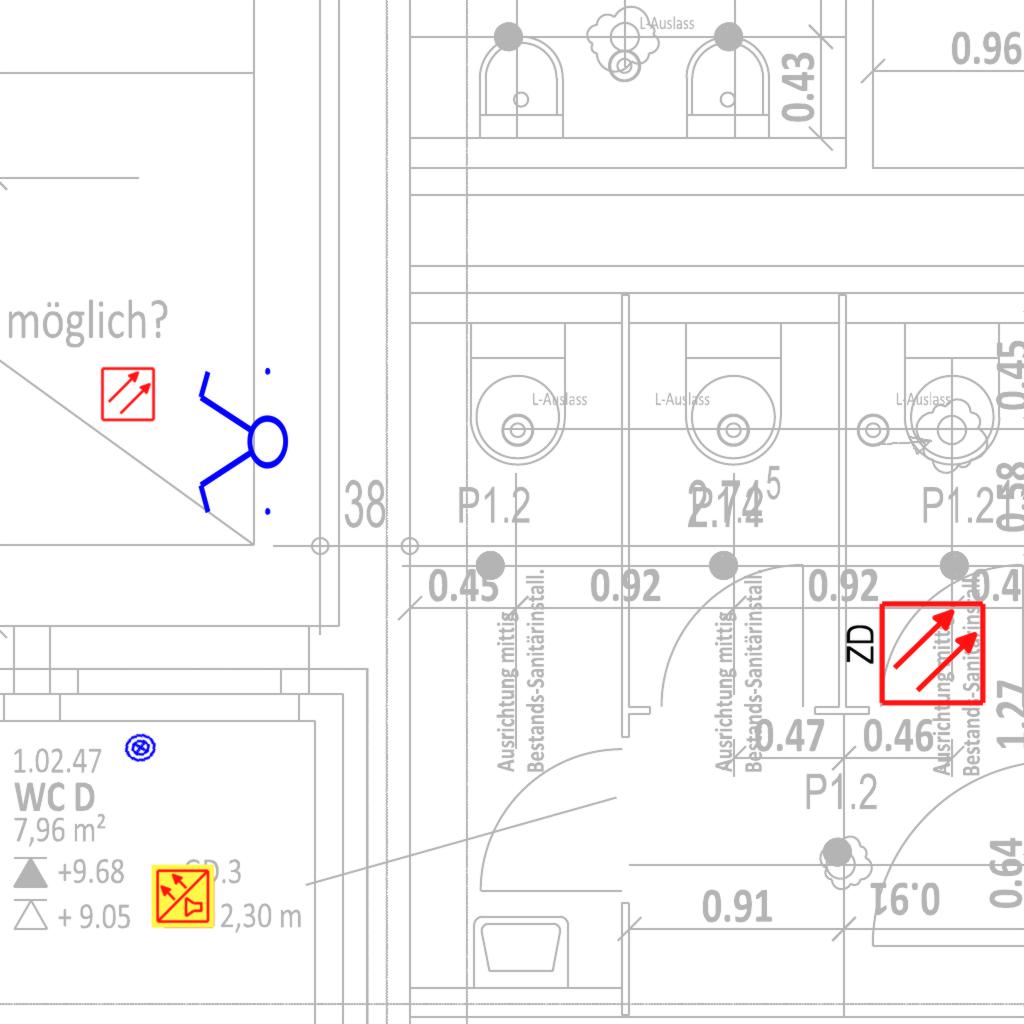 L-Auslass
0.43
0.96
möglich?
0.45
L-Auslass
L-Auslass
L-Auslass
38
P1.2
2.74⁵
P1.2
P1.2
0.58
0.45
0.92
0.92
0.4
Ausrichtung mittig
Bestands-Sanitärinstall.
Ausrichtung mittig
Bestands-Sanitärinstall.
ZD
Ausrichtung mittig
Bestands-Sanitärinstall.
1.27
0.47
0.46
P1.2
1.02.47
WC D
7,96 m²
+9.68
+ 9.05
2,30 m
0.91
0.91
0.64